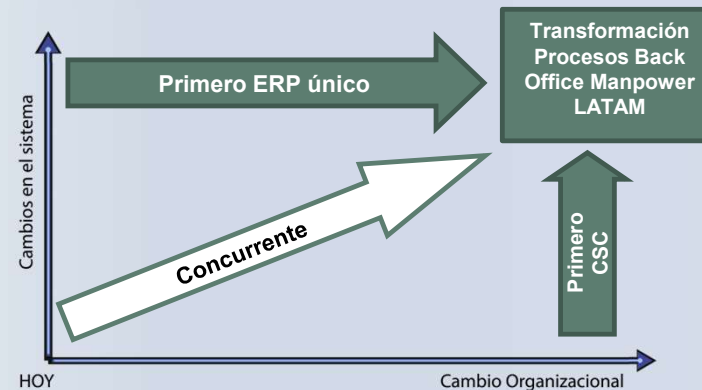 Transformación
Procesos Back
Office Manpower
LATAM
Primero ERP único
Cambios en el sistema
Concurrente
Primero
CSC
HOY
Cambio Organizacional